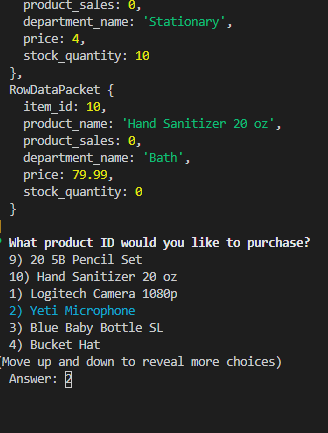 product_sales: 0,
department_name: 'Stationary',
price: 4,
stock_quantity: 10
},
RowDataPacket {
item_id: 10,
product_name: 'Hand Sanitizer 20 oz',
product_sales: 0,
department_name: 'Bath',
price: 79.99,
stock_quantity: 0
}
What product ID would you like to purchase?
9) 20 5B Pencil Set
10) Hand Sanitizer 20 oz
1) Logitech Camera 1080p
2) Yeti Microphone
3) Blue Baby Bottle SL
4) Bucket Hat
(Move up and down to reveal more choices)
Answer: 2